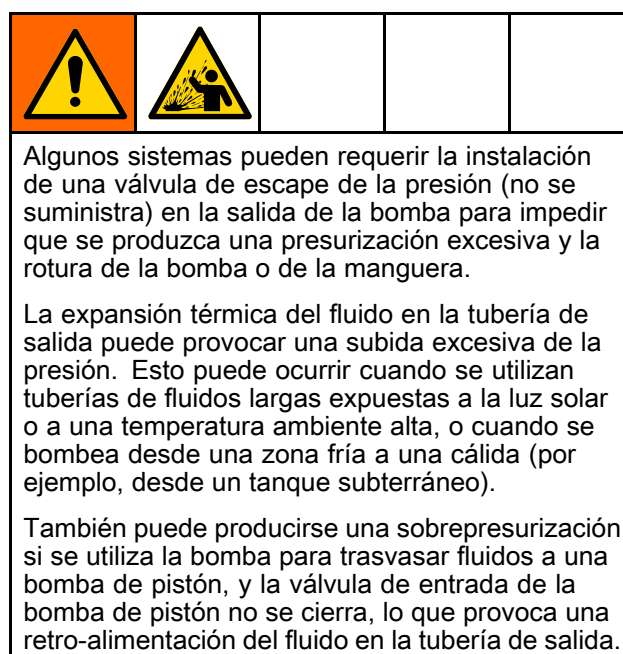 Algunos sistemas pueden requerir la instalación
de una válvula de escape de la presión (no se
suministra) en la salida de la bomba para impedir
que se produzca una presurización excesiva y la
rotura de la bomba o de la manguera.
La expansión térmica del fluido en la tubería de
salida puede provocar una subida excesiva de la
presión. Esto puede ocurrir cuando se utilizan
tuberías de fluidos largas expuestas a la luz solar
o a una temperatura ambiente alta, o cuando se
bombea desde una zona fría a una cálida (por
ejemplo, desde un tanque subterráneo).
También puede producirse una sobrepresurización
si se utiliza la bomba para trasvasar fluidos a una
bomba de pistón, y la válvula de entrada de la
bomba de pistón no se cierra, lo que provoca una
retro-alimentación del fluido en la tubería de salida.